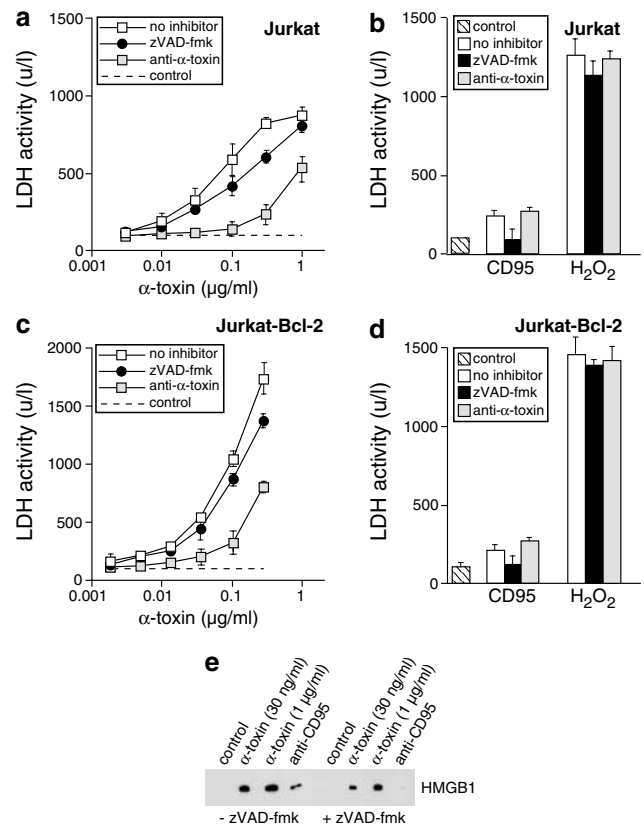 a
Jurkat
LDH activity (u/l)
1500
1000
500
0
no inhibitor
zVAD-fmk
anti-α-toxin
control
0.001
0.01
0.1
1
α-toxin (μg/ml)
b
Jurkat
LDH activity (u/l)
1500
1000
500
0
control
no inhibitor
zVAD-fmk
anti-α-toxin
CD95
H₂O₂
c
Jurkat-Bcl-2
LDH activity (u/l)
2000
1500
1000
500
0
no inhibitor
zVAD-fmk
anti-α-toxin
control
0.001
0.01
0.1
1
α-toxin (μg/ml)
d
Jurkat-Bcl-2
LDH activity (u/l)
1500
1000
500
0
control
no inhibitor
zVAD-fmk
anti-α-toxin
CD95
H₂O₂
e
control
α-toxin (30 ng/ml)
α-toxin (1 μg/ml)
anti-CD95
control
α-toxin (30 ng/ml)
α-toxin (1 μg/ml)
anti-CD95
HMGB1
- zVAD-fmk
+ zVAD-fmk